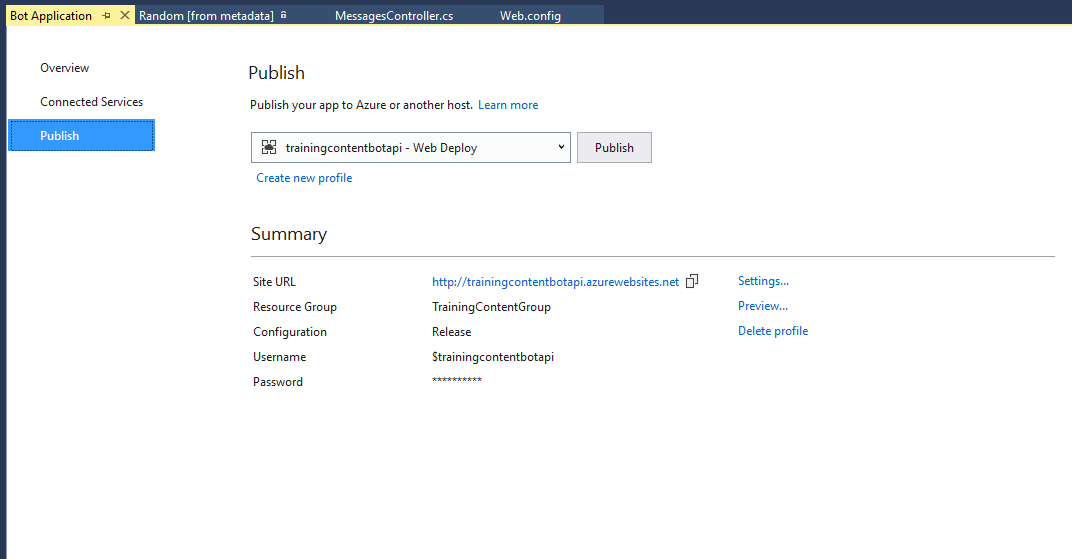 Bot Application
Random [from metadata]
MessagesController.cs
Web.config
Overview
Connected Services
Publish
Publish
Publish your app to Azure or another host. Learn more
trainingcontentbotapi - Web Deploy
Publish
Create new profile
Summary
Site URL http://trainingcontentbotapi.azurewebsites.net Settings...
Resource Group TrainingContentGroup Preview...
Configuration Release Delete profile
Username $trainingcontentbotapi
Password **********